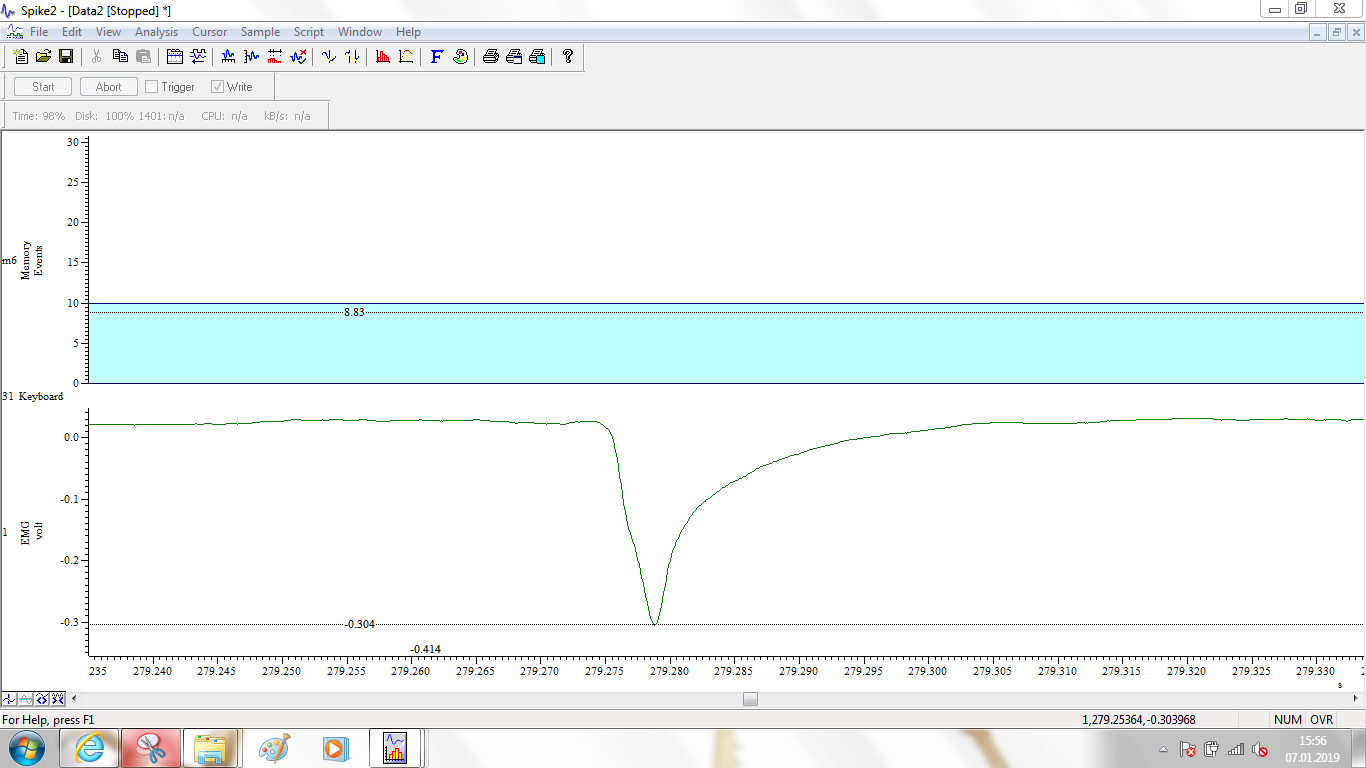 Spike2 - [Data2 [Stopped] *]
File Edit View Analysis Cursor Sample Script Window Help
Start Abort Trigger Write
Time: 98% Disk: 100% 1401: n/a CPU: n/a kB/s: n/a
30
25
20
15
10
5
0
m6
Memory
Events
8.83
31 Keyboard
0.0
-0.1
-0.2
-0.3
1
EMG
volt
-0.304
-0.414
235 279.240 279.245 279.250 279.255 279.260 279.265 279.270 279.275 279.280 279.285 279.290 279.295 279.300 279.305 279.310 279.315 279.320 279.325 279.330 2
s
For Help, press F1 1,279.25364,-0.303968 NUM OVR
15:56
07.01.2019